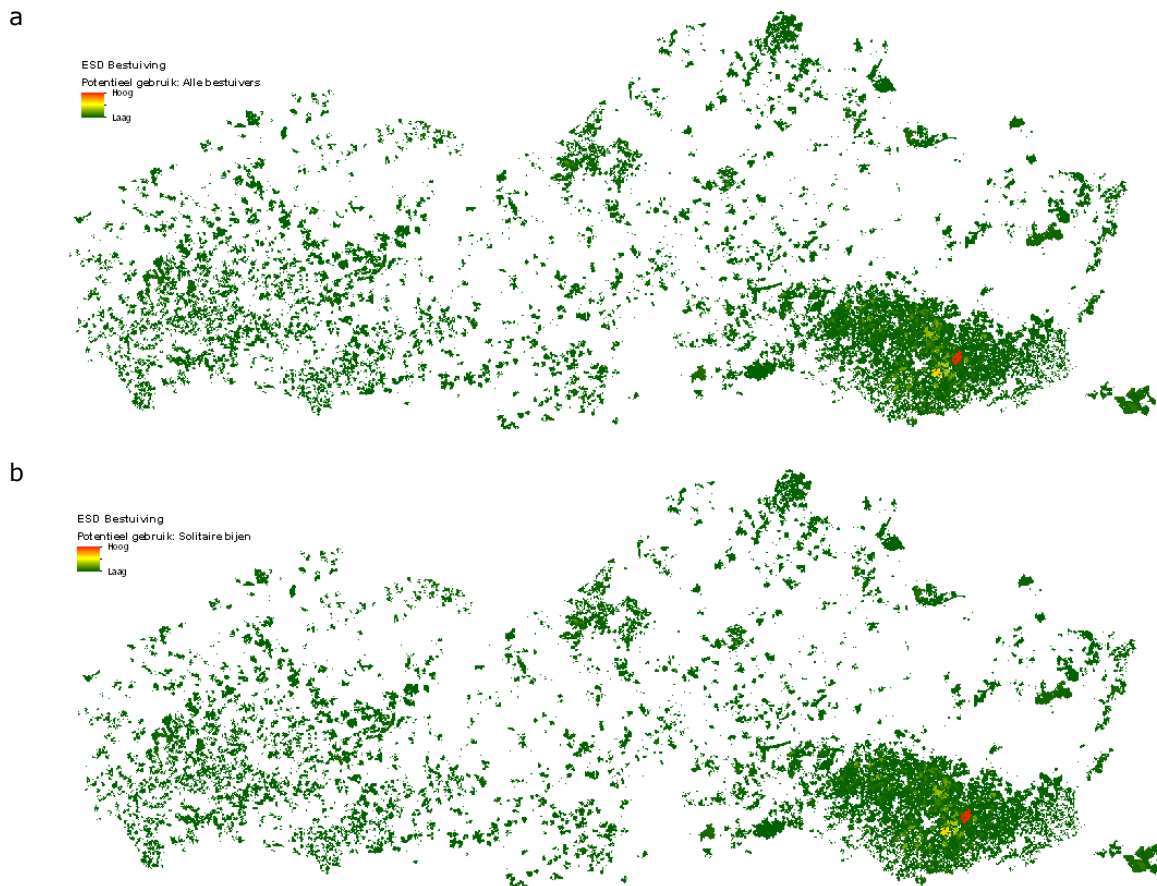 a
ESD Bestuiving
Potentieel gebruik: Alle bestuivers
Hoog
Laag
b
ESD Bestuiving
Potentieel gebruik: Solitaire bijen
Hoog
Laag